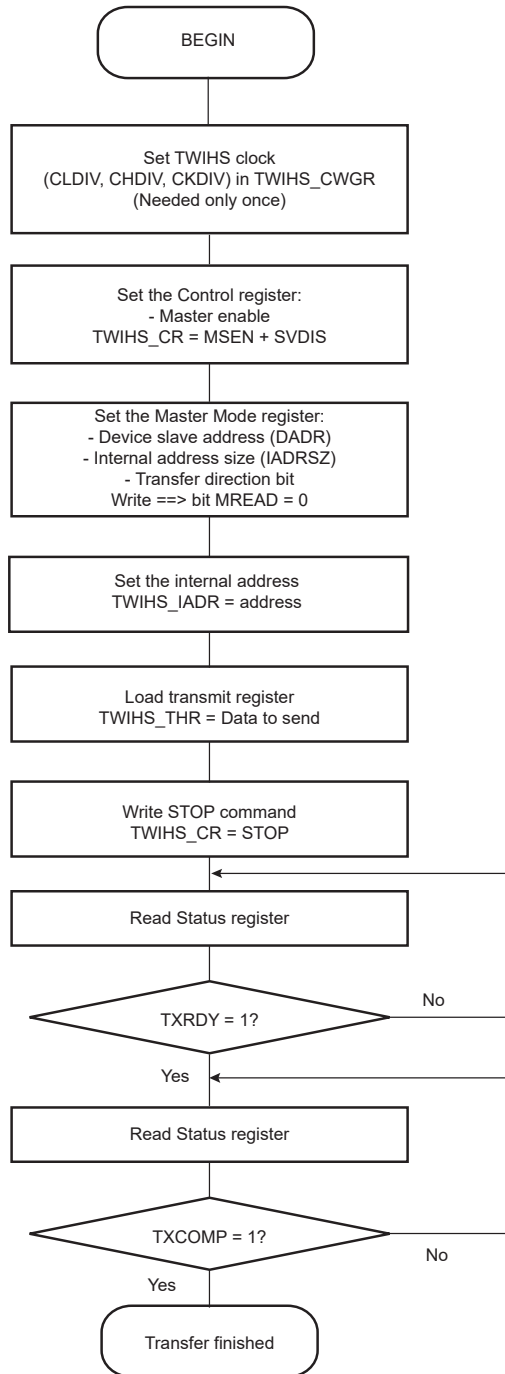 BEGIN
Set TWIHS clock
(CLDIV, CHDIV, CKDIV) in TWIHS_CWGR
(Needed only once)
Set the Control register:
- Master enable
TWIHS_CR = MSEN + SVDIS
Set the Master Mode register:
- Device slave address (DADR)
- Internal address size (IADRSZ)
- Transfer direction bit
Write ==> bit MREAD = 0
Set the internal address
TWIHS_IADR = address
Load transmit register
TWIHS_THR = Data to send
Write STOP command
TWIHS_CR = STOP
Read Status register
TXRDY = 1?
No
Yes
Read Status register
TXCOMP = 1?
No
Yes
Transfer finished